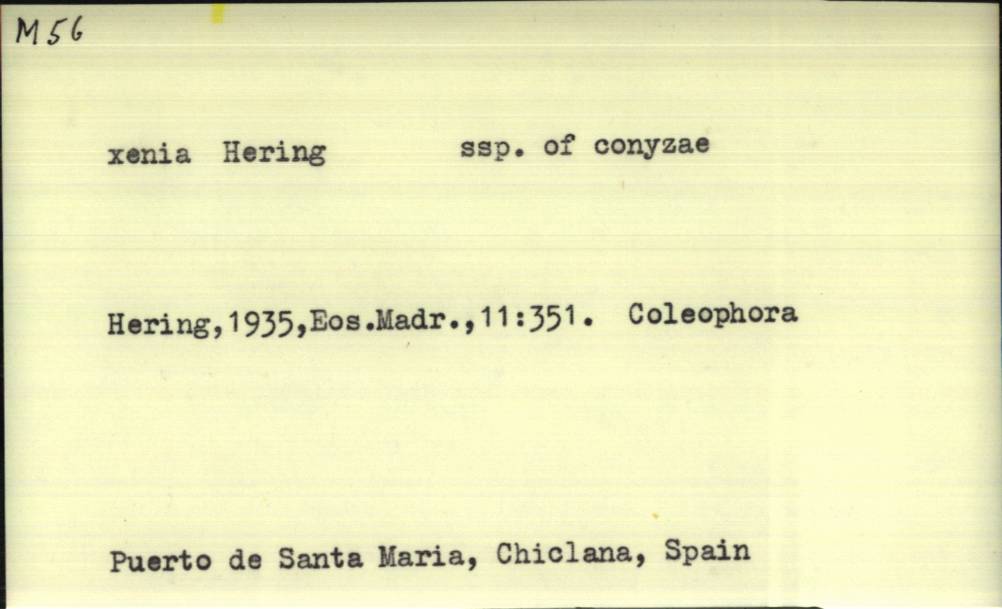 M56
xenia Hering ssp. of conyzae
Hering,1935,Eos.Madr.,11:351. Coleophora
Puerto de Santa Maria, Chiclana, Spain